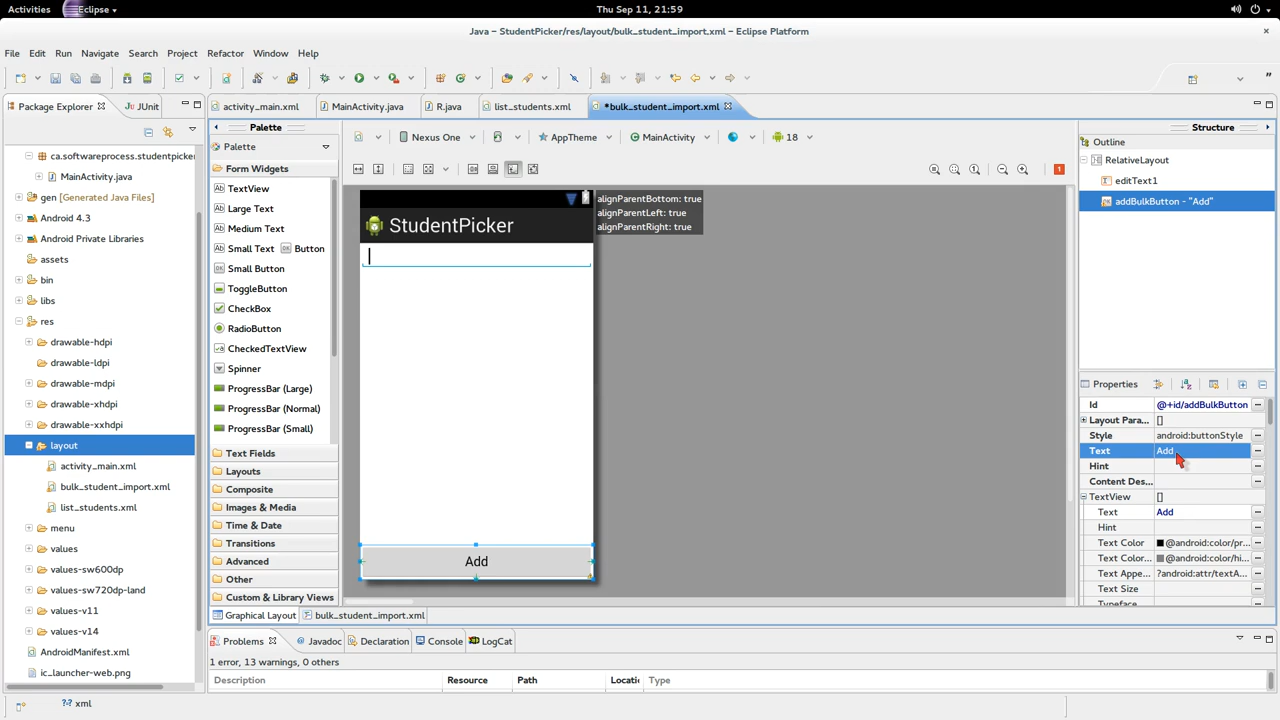 Activities
Eclipse
Thu Sep 11, 21:59
Java – StudentPicker/res/layout/bulk_student_import.xml – Eclipse Platform
File Edit Run Navigate Search Project Refactor Window Help
Package Explorer
JUnit
activity_main.xml
MainActivity.java
R.java
list_students.xml
*bulk_student_import.xml
ca.softwareprocess.studentpicker
MainActivity.java
gen [Generated Java Files]
Android 4.3
Android Private Libraries
assets
bin
libs
res
drawable-hdpi
drawable-ldpi
drawable-mdpi
drawable-xhdpi
drawable-xxhdpi
layout
activity_main.xml
bulk_student_import.xml
list_students.xml
menu
values
values-sw600dp
values-sw720dp-land
values-v11
values-v14
AndroidManifest.xml
ic_launcher-web.png
Palette
Palette
Form Widgets
TextView
Large Text
Medium Text
Small Text OK Button
OK Small Button
ToggleButton
CheckBox
RadioButton
CheckedTextView
Spinner
ProgressBar (Large)
ProgressBar (Normal)
ProgressBar (Small)
Text Fields
Layouts
Composite
Images & Media
Time & Date
Transitions
Advanced
Other
Custom & Library Views
Nexus One
AppTheme
MainActivity
18
1
StudentPicker
alignParentBottom: true
alignParentLeft: true
alignParentRight: true
Add
Graphical Layout
bulk_student_import.xml
Structure
Outline
RelativeLayout
editText1
addBulkButton - "Add"
Properties
Id @+id/addBulkButton
Layout Para... []
Style android:buttonStyle
Text Add
Hint
Content Des...
TextView []
Text Add
Hint
Text Color @android:color/pr...
Text Color... @android:color/hi...
Text Appe... ?android:attr/textA...
Text Size
Typeface
Problems
Javadoc
Declaration
Console
LogCat
1 error, 13 warnings, 0 others
Description Resource Path Locatio Type
xml